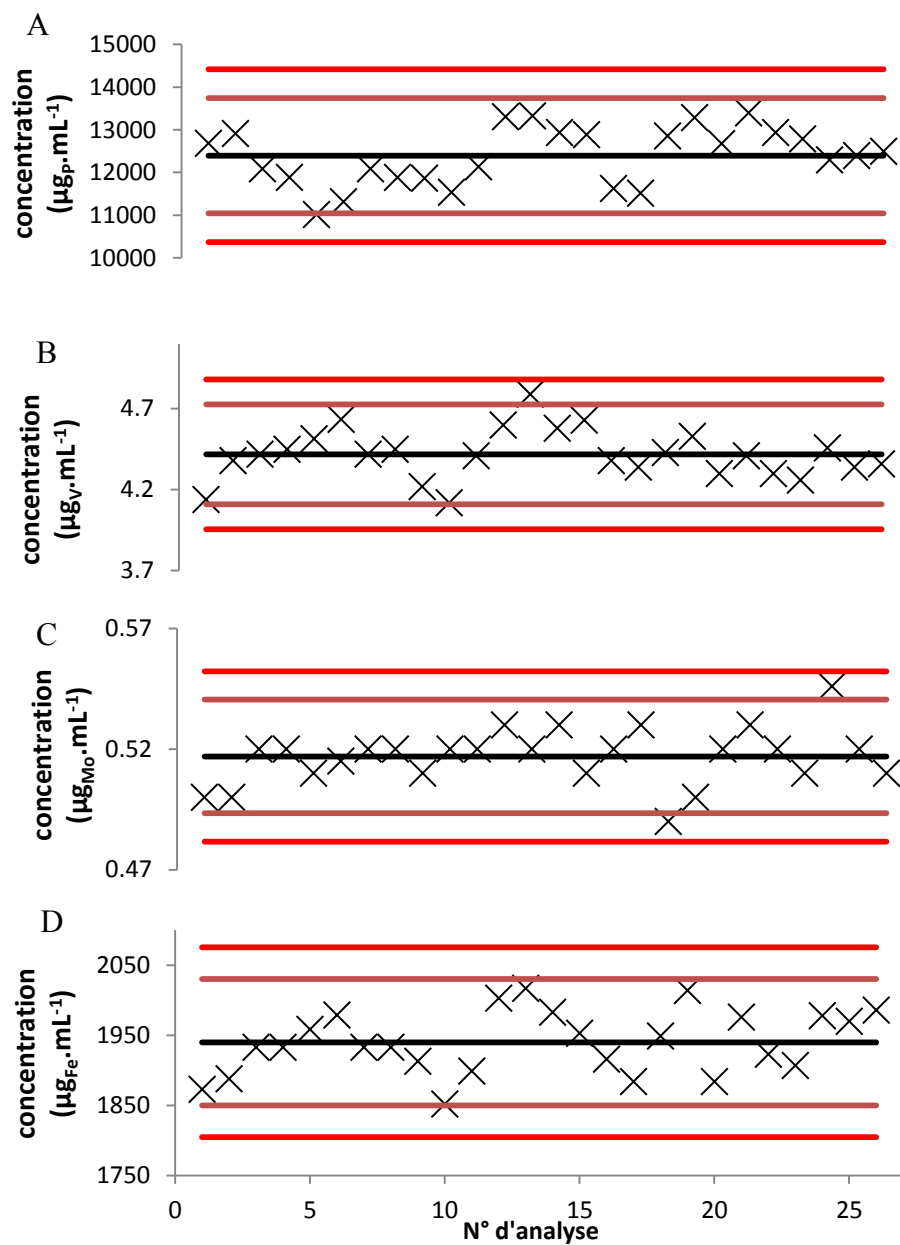 A
concentration
(µgP.mL-1)
15000
14000
13000
12000
11000
10000
B
concentration
(µgV.mL-1)
4.7
4.2
3.7
C
concentration
(µgMo.mL-1)
0.57
0.52
0.47
D
concentration
(µgFe.mL-1)
2050
1950
1850
1750
0 5 10 15 20 25
N° d'analyse